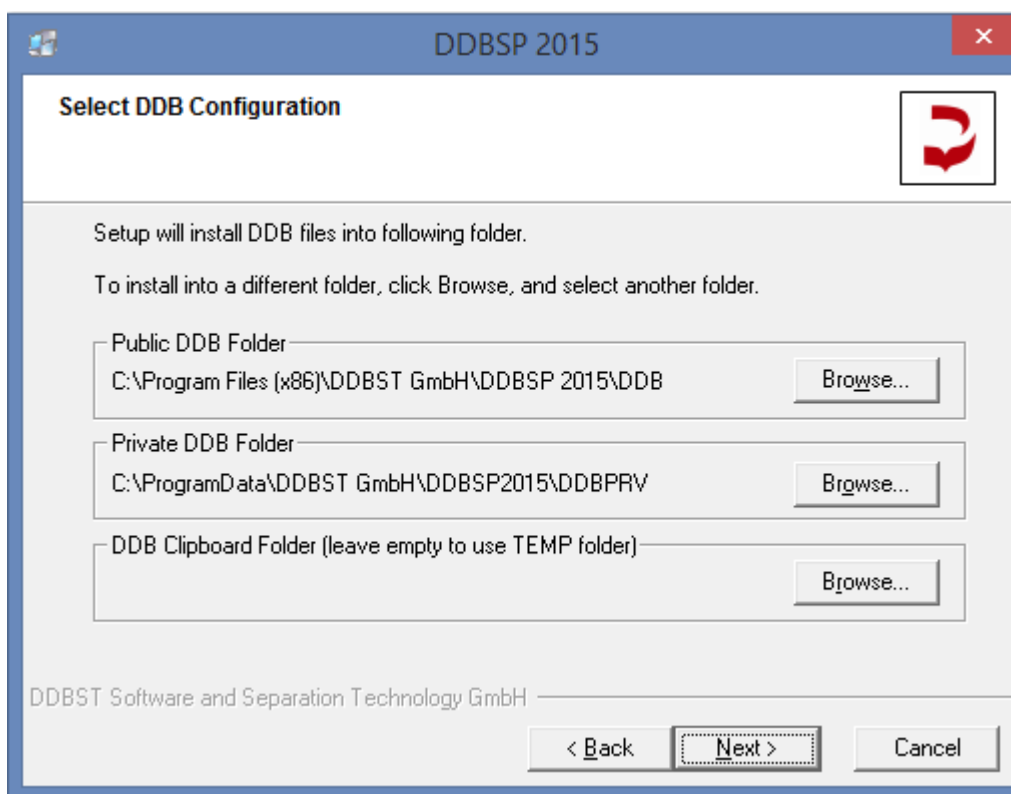 DDBSP 2015
Select DDB Configuration
Setup will install DDB files into following folder.
To install into a different folder, click Browse, and select another folder.
Public DDB Folder
C:\Program Files (x86)\DDBST GmbH\DDBSP 2015\DDB
Browse...
Private DDB Folder
C:\ProgramData\DDBST GmbH\DDBSP2015\DDBPRV
Browse...
DDB Clipboard Folder (leave empty to use TEMP folder)
Browse...
DDBST Software and Separation Technology GmbH
< Back Next > Cancel